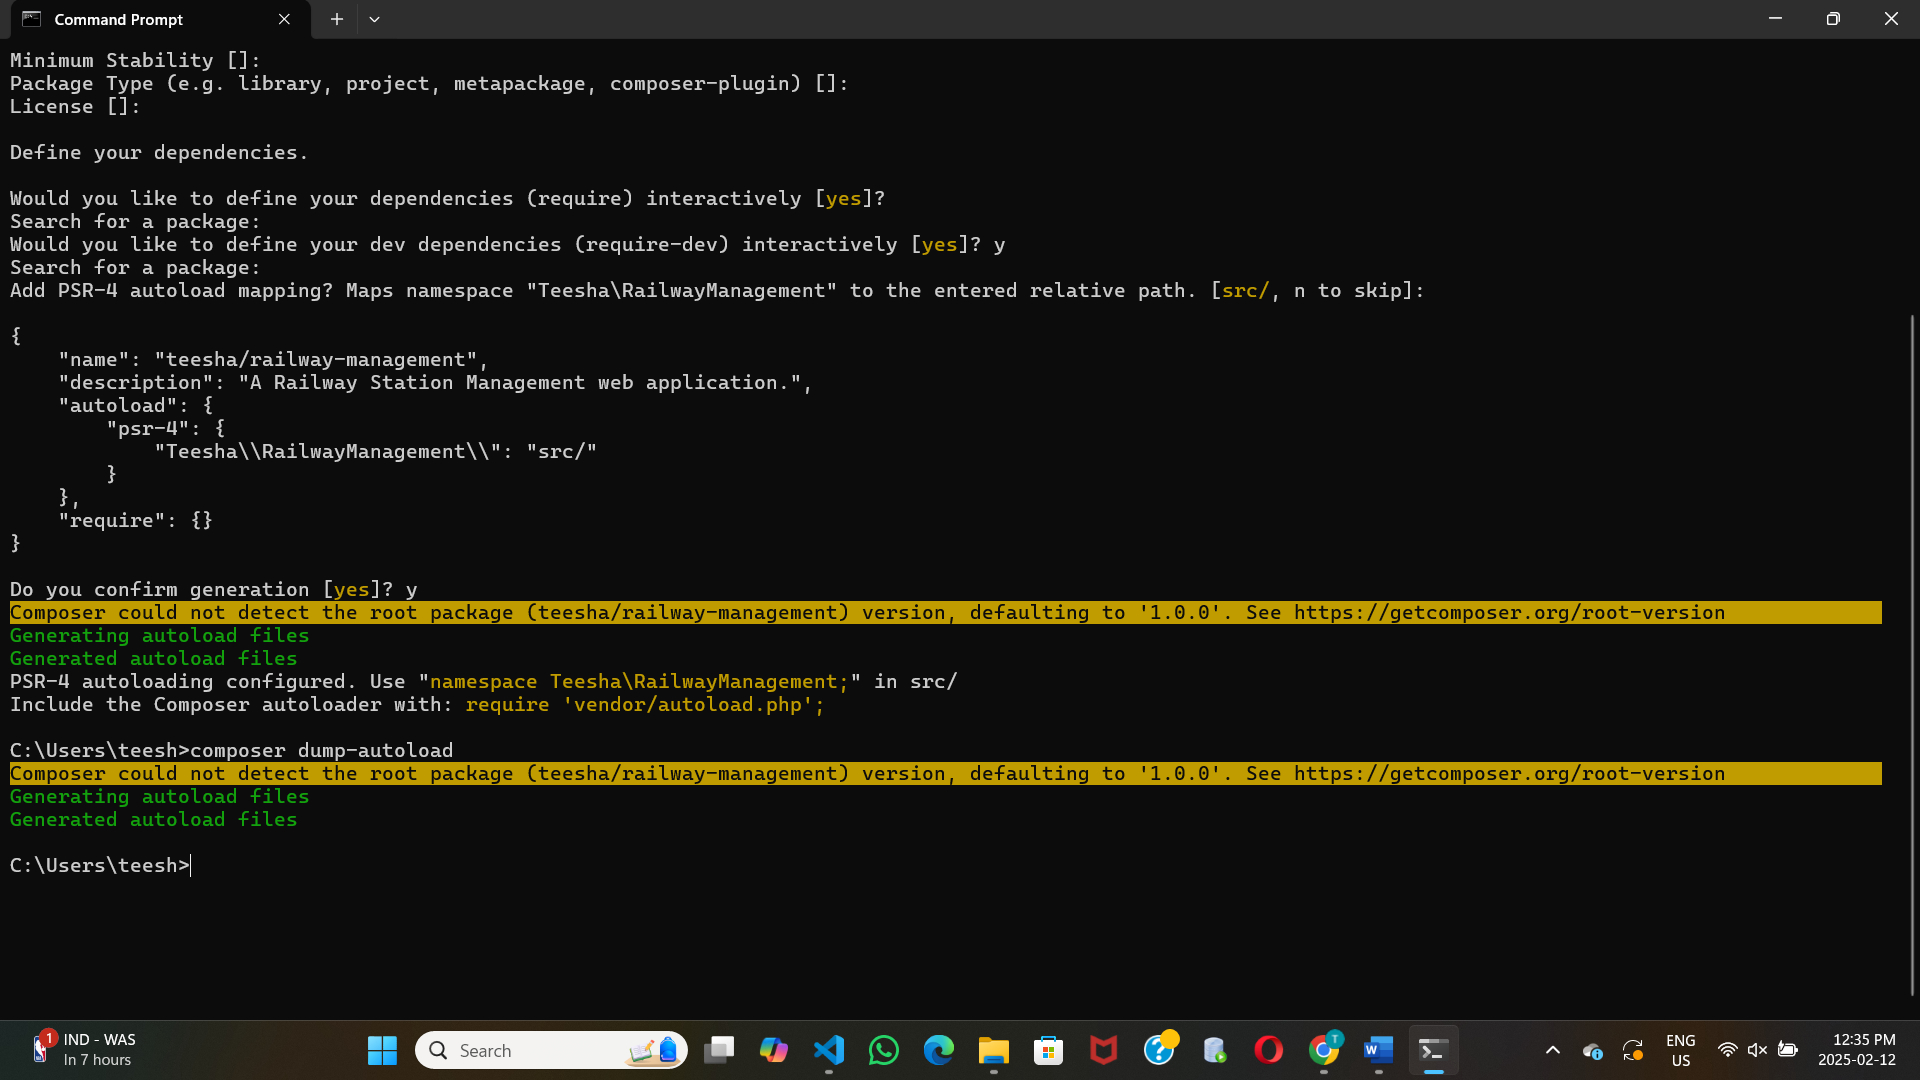 Command Prompt
Minimum Stability []:
Package Type (e.g. library, project, metapackage, composer-plugin) []:
License []:
Define your dependencies.
Would you like to define your dependencies (require) interactively [yes]?
Search for a package:
Would you like to define your dev dependencies (require-dev) interactively [yes]? y
Search for a package:
Add PSR-4 autoload mapping? Maps namespace "Teesha\RailwayManagement" to the entered relative path. [src/, n to skip]:
{
    "name": "teesha/railway-management",
    "description": "A Railway Station Management web application.",
    "autoload": {
        "psr-4": {
            "Teesha\\RailwayManagement\\": "src/"
        }
    },
    "require": {}
}
Do you confirm generation [yes]? y
Composer could not detect the root package (teesha/railway-management) version, defaulting to '1.0.0'. See https://getcomposer.org/root-version
Generating autoload files
Generated autoload files
PSR-4 autoloading configured. Use "namespace Teesha\RailwayManagement;" in src/
Include the Composer autoloader with: require 'vendor/autoload.php';
C:\Users\teesh>composer dump-autoload
Composer could not detect the root package (teesha/railway-management) version, defaulting to '1.0.0'. See https://getcomposer.org/root-version
Generating autoload files
Generated autoload files
C:\Users\teesh>
1
IND - WAS
In 7 hours
Search
T
W
ENG
US
12:35 PM
2025-02-12